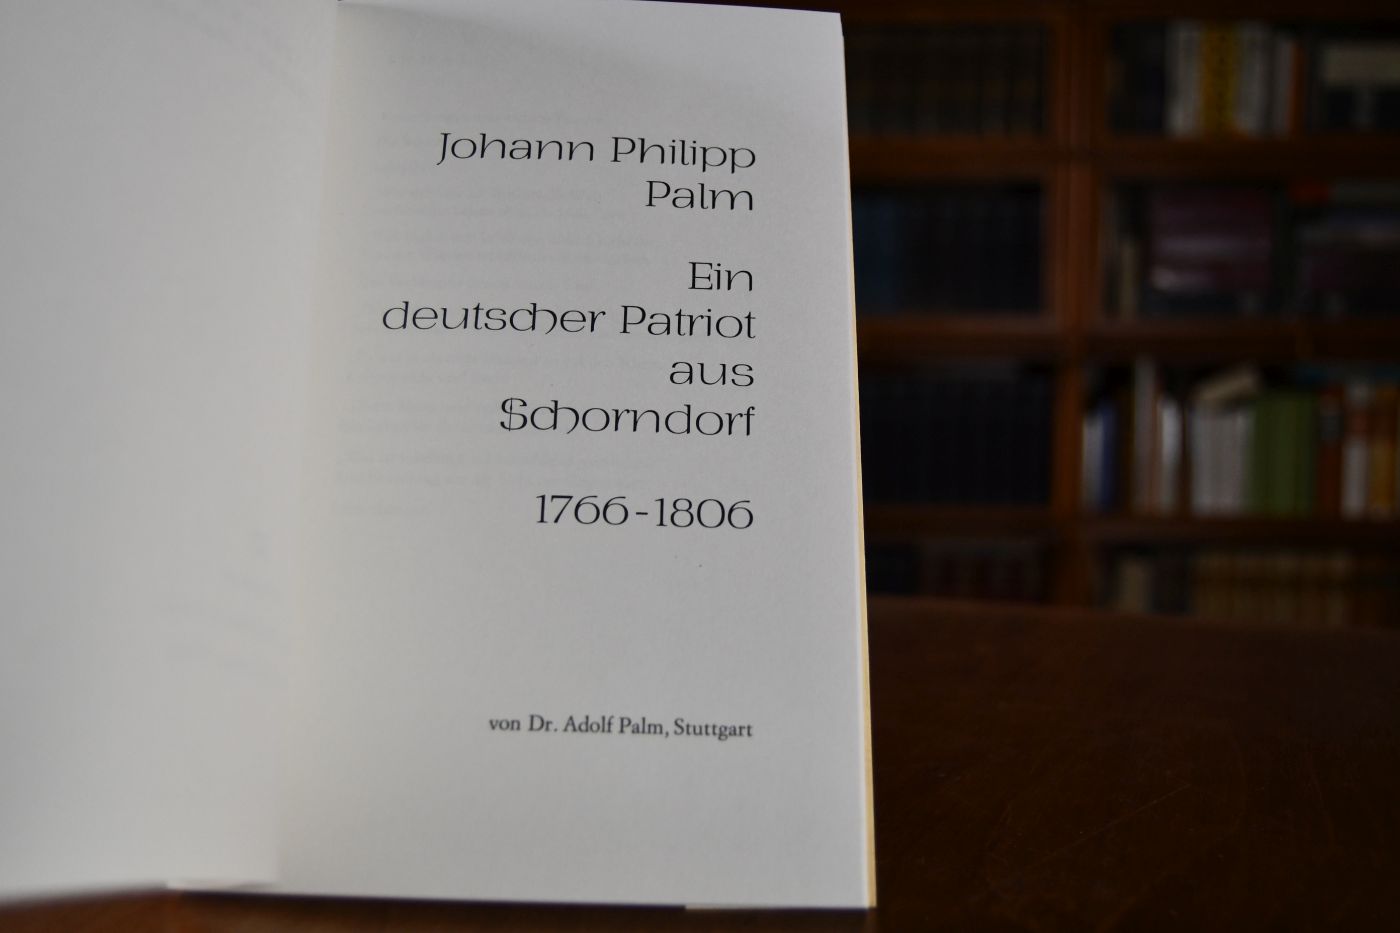 Johann Philipp
Palm
Ein
deutscher Patriot
aus
Schorndorf
1766-1806
von Dr. Adolf Palm, Stuttgart